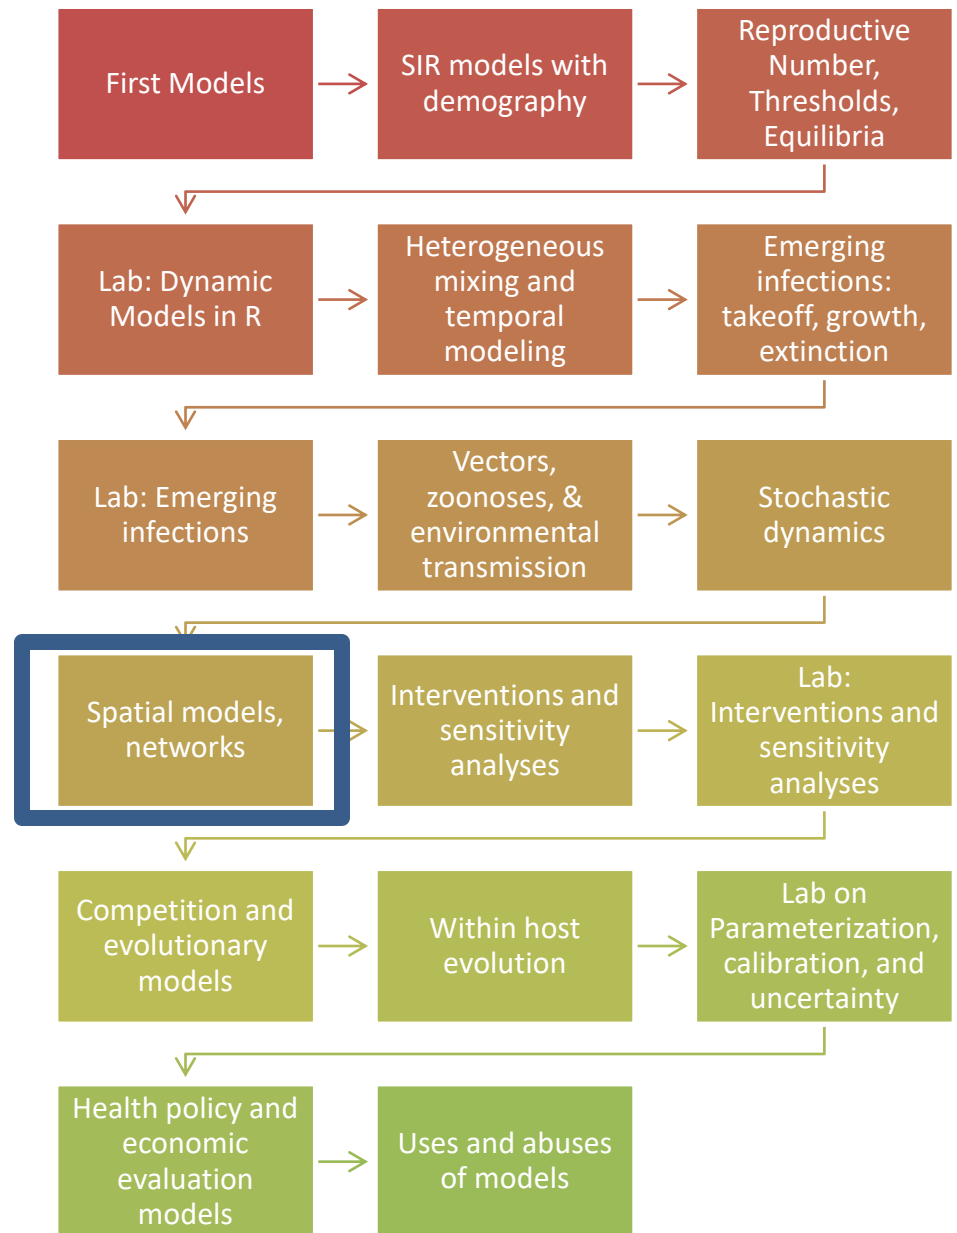 First Models
SIR models with
demography
Reproductive
Number,
Thresholds,
Equilibria
Lab: Dynamic
Models in R
Heterogeneous
mixing and
temporal
modeling
Emerging
infections:
takeoff, growth,
extinction
Lab: Emerging
infections
Vectors,
zoonoses, &
environmental
transmission
Stochastic
dynamics
Spatial models,
networks
Interventions and
sensitivity
analyses
Lab:
Interventions and
sensitivity
analyses
Competition and
evolutionary
models
Within host
evolution
Lab on
Parameterization,
calibration, and
uncertainty
Health policy and
economic
evaluation
models
Uses and abuses
of models